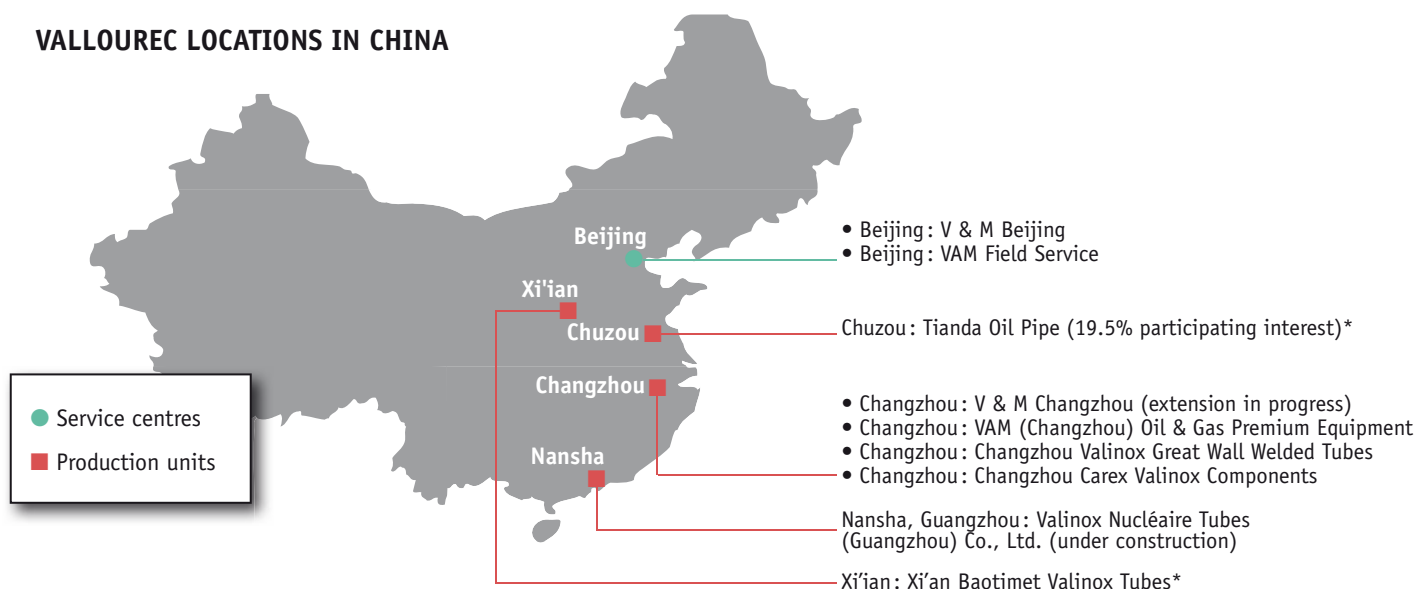 VALLOUREC LOCATIONS IN CHINA
Beijing
Xi'ian
Chuzou
Changzhou
Nansha
Service centres
Production units
• Beijing: V & M Beijing
• Beijing: VAM Field Service
Chuzou: Tianda Oil Pipe (19.5% participating interest)*
• Changzhou: V & M Changzhou (extension in progress)
• Changzhou: VAM (Changzhou) Oil & Gas Premium Equipment
• Changzhou: Changzhou Valinox Great Wall Welded Tubes
• Changzhou: Changzhou Carex Valinox Components
Nansha, Guangzhou: Valinox Nucléaire Tubes
(Guangzhou) Co., Ltd. (under construction)
Xi’ian: Xi’an Baotimet Valinox Tubes*